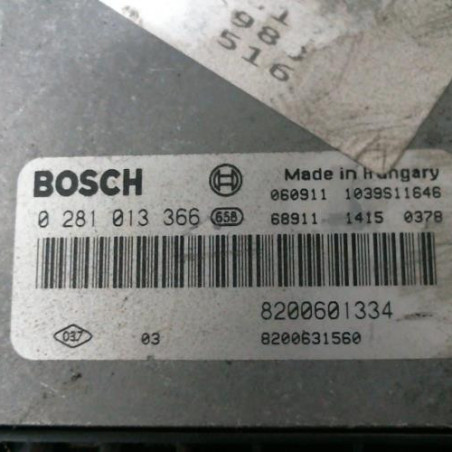 98
516
BOSCH
Made in Hungary
060911 1039S11646
0 281 013 366 658
68911 1415 0378
8200601334
037 03 8200631560